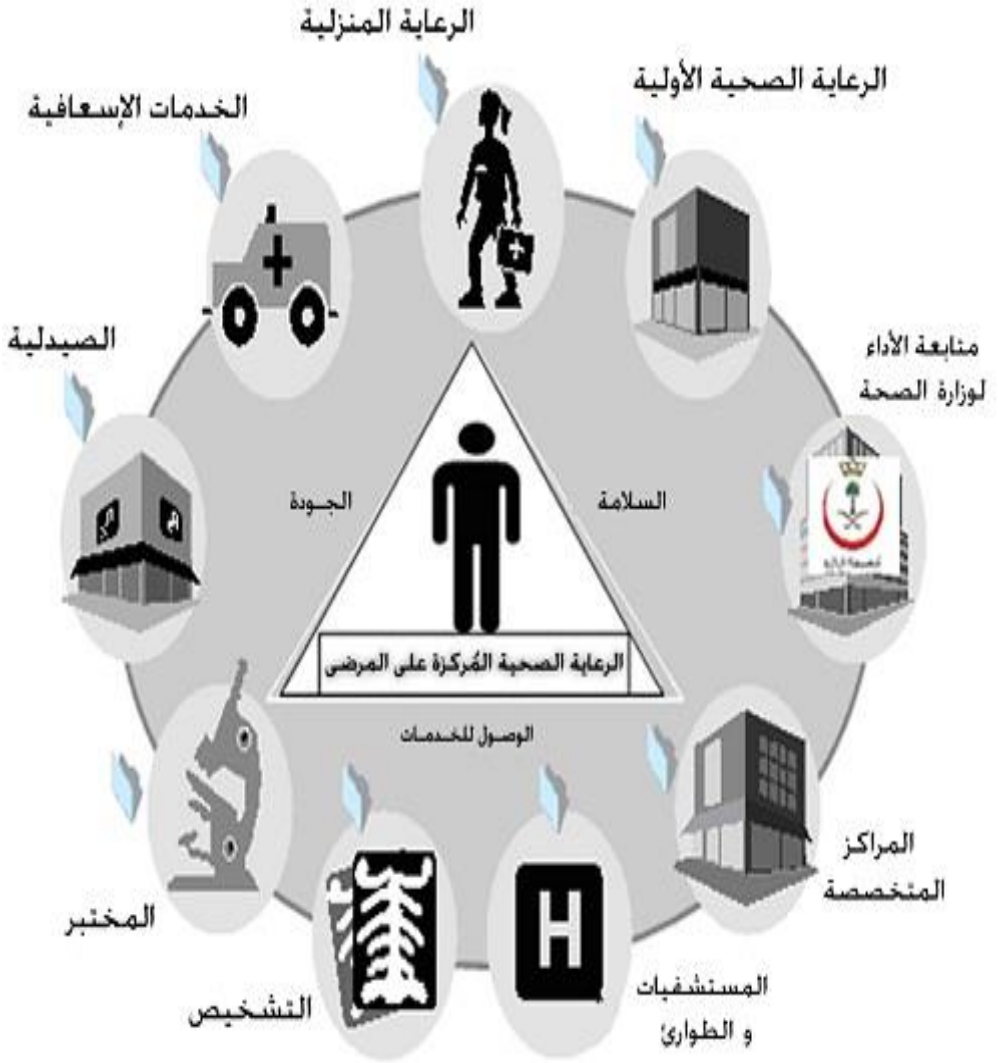 الرعاية المنزلية
الرعاية الصحية الأولية
الخدمات الإسعافية
متابعة الأداء
لوزارة الصحة
الصيدلية
السلامة
الجودة
الرعاية الصحية المُركزة على المرضى
الوصول للخدمات
المراكز
المتخصصة
المختبر
المستشفيات
و الطوارئ
التشخيص
H